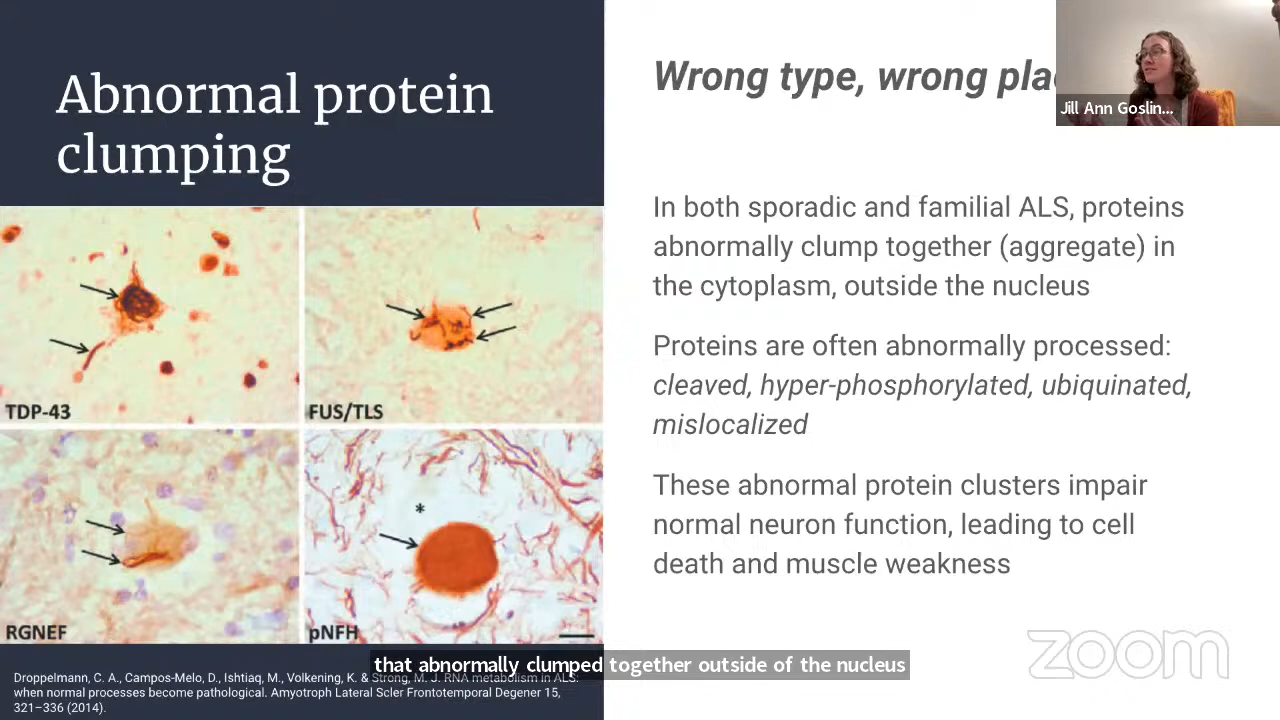 Abnormal protein
clumping
TDP-43
FUS/TLS
RGNEF
*
pNFH
Droppelmann, C. A., Campos-Melo, D., Ishtiaq, M., Volkening, K. & Strong, M. J. RNA metabolism in ALS:
when normal processes become pathological. Amyotroph Lateral Scler Frontotemporal Degener 15,
321–336 (2014).
Wrong type, wrong
Jill Ann Goslin...
In both sporadic and familial ALS, proteins
abnormally clump together (aggregate) in
the cytoplasm, outside the nucleus
Proteins are often abnormally processed:
cleaved, hyper-phosphorylated, ubiquinated,
mislocalized
These abnormal protein clusters impair
normal neuron function, leading to cell
death and muscle weakness
that abnormally clumped together outside of the nucleus
zoom